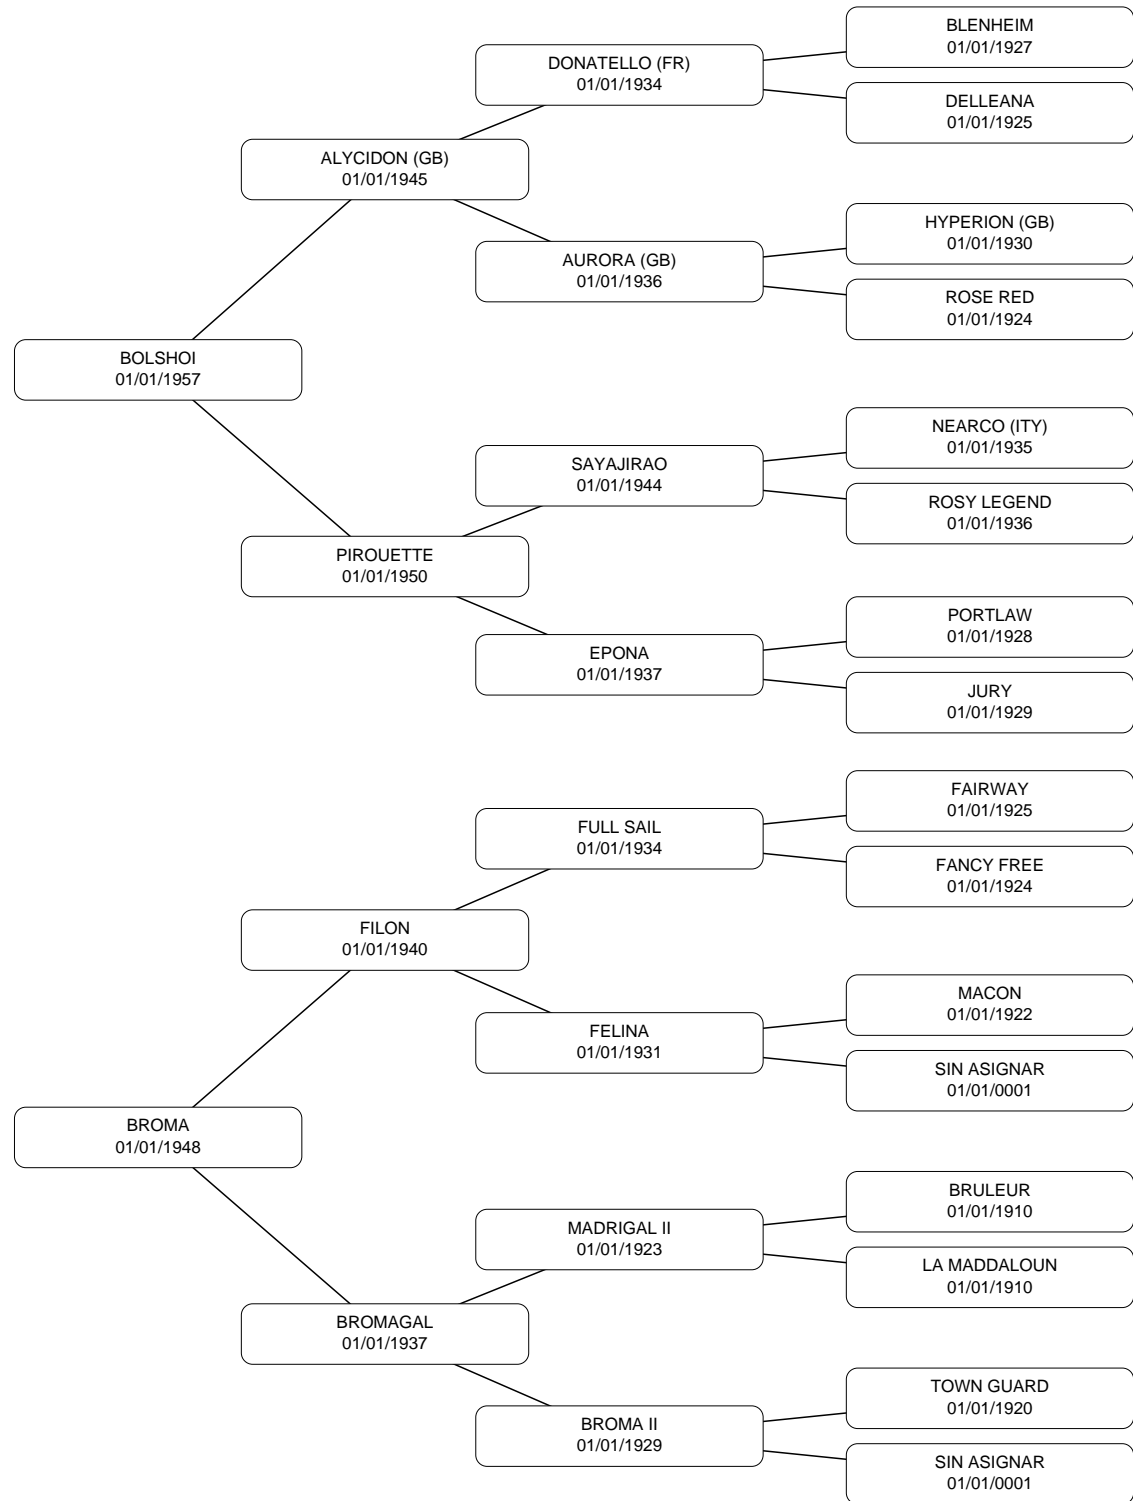 BLENHEIM
01/01/1927
DONATELLO (FR)
01/01/1934
DELLEANA
01/01/1925
ALYCIDON (GB)
01/01/1945
HYPERION (GB)
01/01/1930
AURORA (GB)
01/01/1936
ROSE RED
01/01/1924
BOLSHOI
01/01/1957
NEARCO (ITY)
01/01/1935
SAYAJIRAO
01/01/1944
ROSY LEGEND
01/01/1936
PIROUETTE
01/01/1950
PORTLAW
01/01/1928
EPONA
01/01/1937
JURY
01/01/1929
FAIRWAY
01/01/1925
FULL SAIL
01/01/1934
FANCY FREE
01/01/1924
FILON
01/01/1940
MACON
01/01/1922
FELINA
01/01/1931
SIN ASIGNAR
01/01/0001
BROMA
01/01/1948
BRULEUR
01/01/1910
MADRIGAL II
01/01/1923
LA MADDALOUN
01/01/1910
BROMAGAL
01/01/1937
TOWN GUARD
01/01/1920
BROMA II
01/01/1929
SIN ASIGNAR
01/01/0001